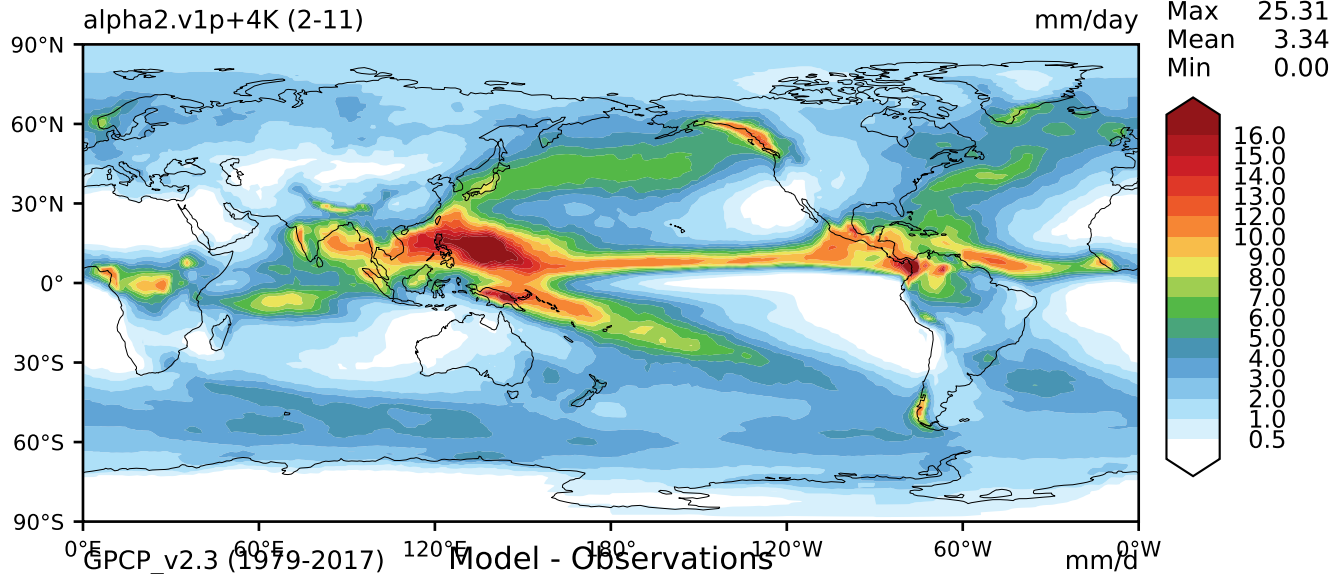 alpha2.v1p+4K (2-11)
mm/day
Max 25.31
Mean 3.34
Min 0.00
90°N
60°N
30°N
0°
30°S
60°S
90°S
16.0
15.0
14.0
13.0
12.0
10.0
9.0
8.0
7.0
6.0
5.0
4.0
3.0
2.0
1.0
0.5
0°E 60°E 120°E 180°W 120°W 60°W 0°W
GPCP_v2.3 (1979-2017)
Model - Observations
mm/d